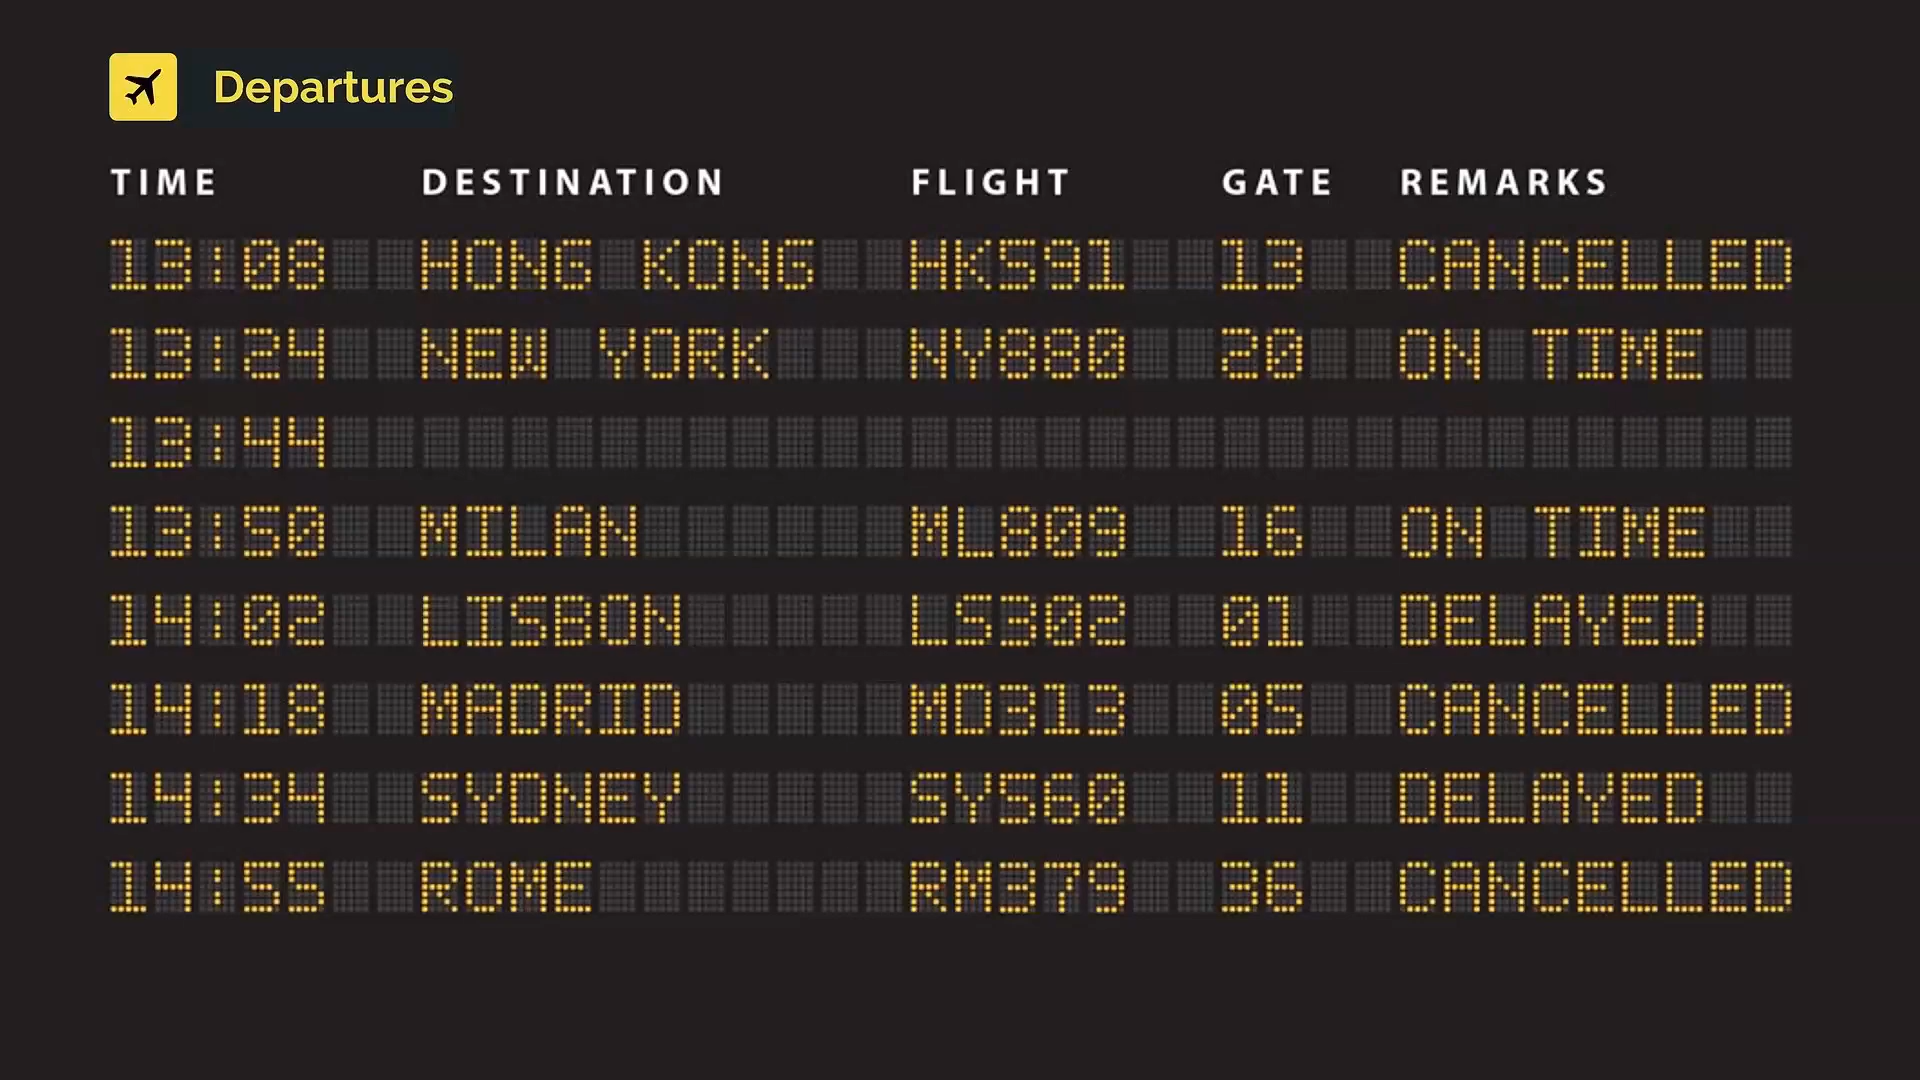 Departures
TIME DESTINATION FLIGHT GATE REMARKS
13:08 HONG KONG HK591 13 CANCELLED
13:24 NEW YORK NY880 20 ON TIME
13:44
13:50 MILAN ML809 16 ON TIME
14:02 LISBON LS302 01 DELAYED
14:18 MADRID MD313 05 CANCELLED
14:34 SYDNEY SY560 11 DELAYED
14:55 ROME RM379 36 CANCELLED